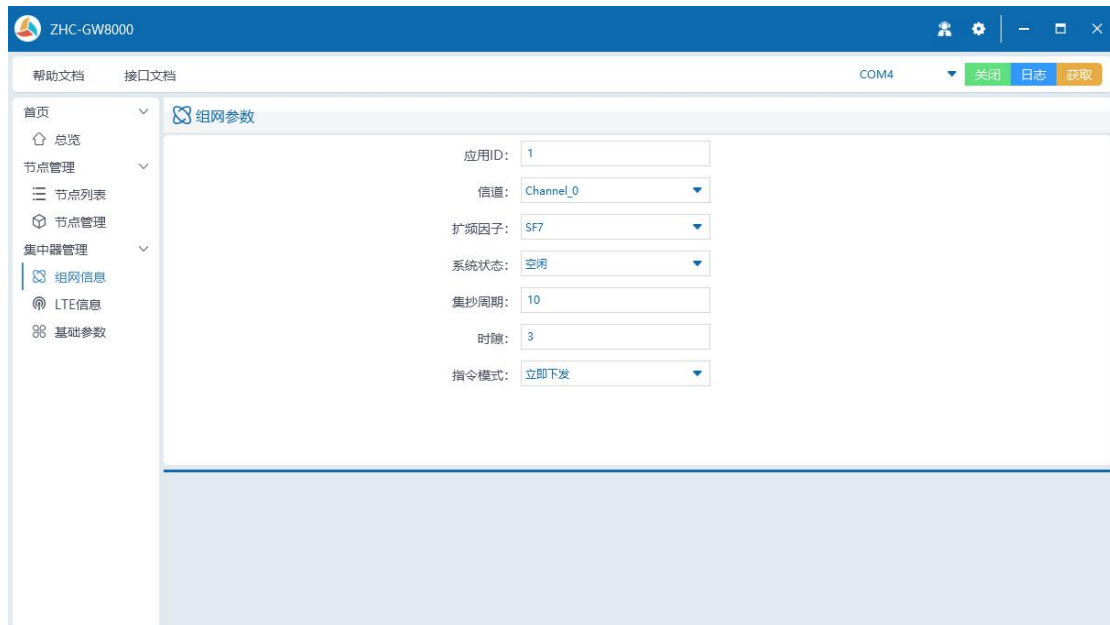 ZHC-GW8000
帮助文档 接口文档 COM4 关闭 日志 获取
首页
总览
节点管理
节点列表
节点管理
集中器管理
组网信息
LTE信息
基础参数
组网参数
应用ID: 1
信道: Channel_0
扩频因子: SF7
系统状态: 空闲
集抄周期: 10
时隙: 3
指令模式: 立即下发